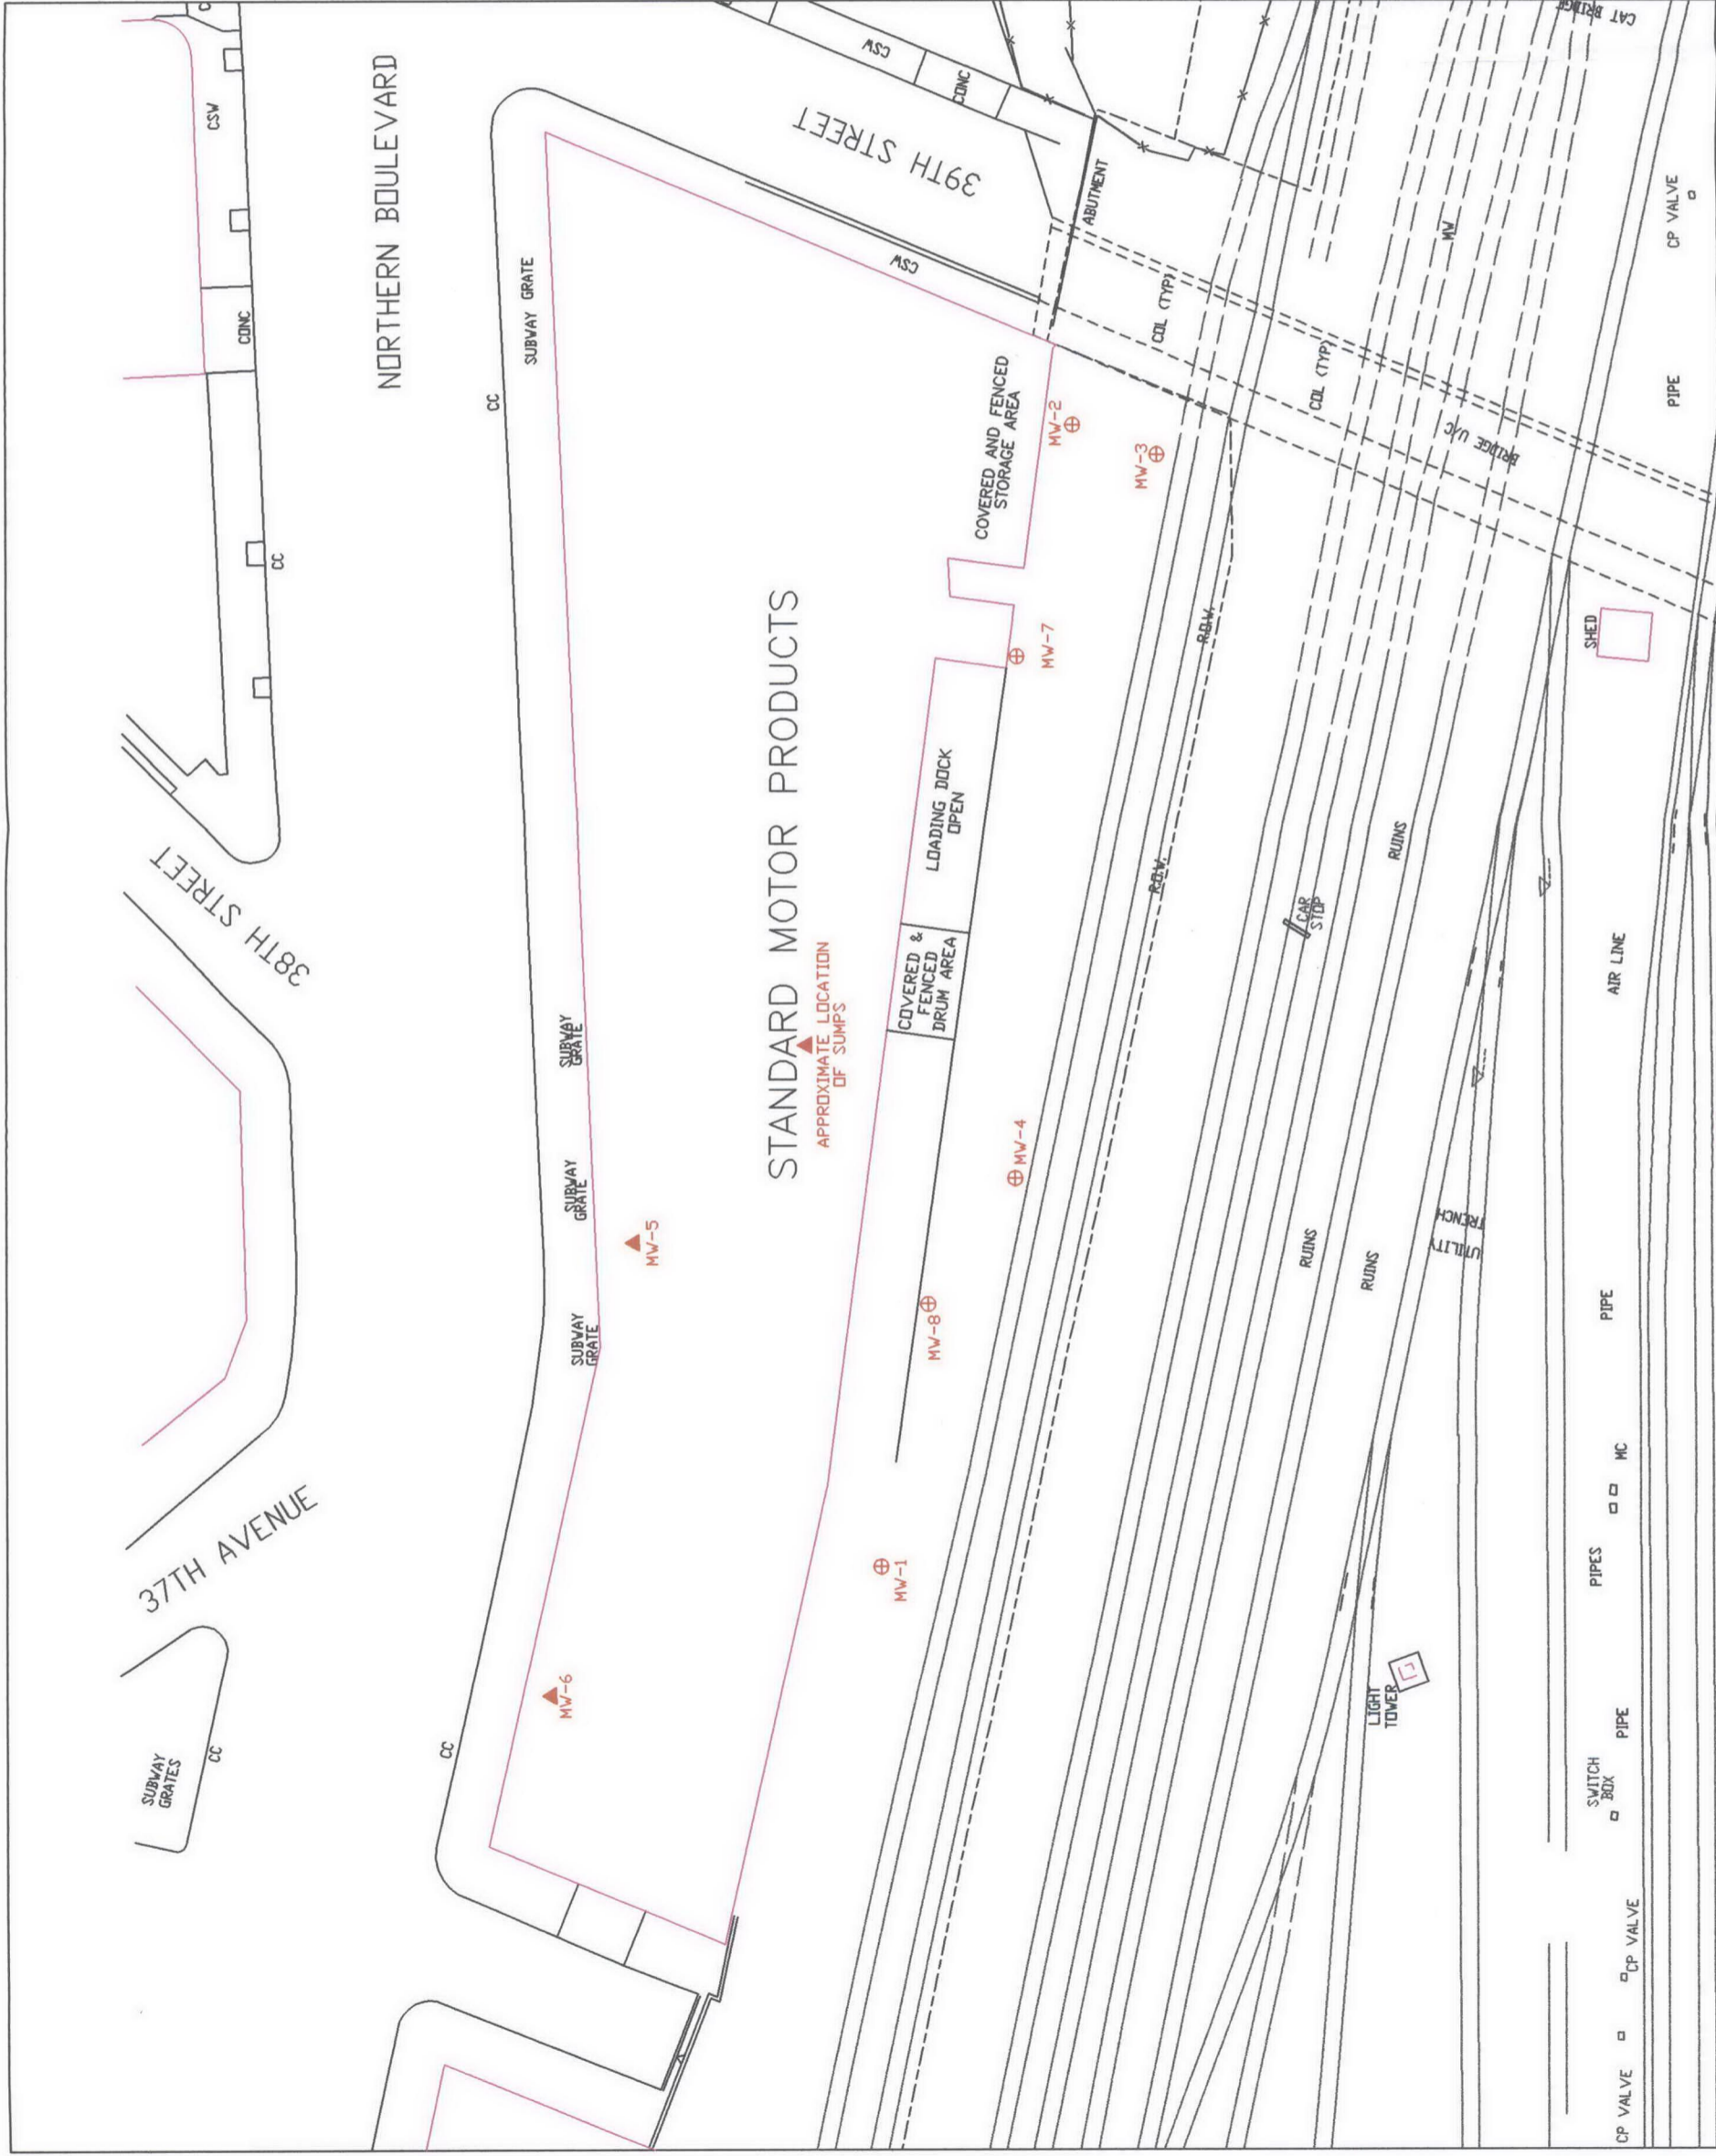 CSW
CONC
NORTHERN BOULEVARD
CSW
CONC
39TH STREET
ABUTMENT
CAT BRIDGE
SUBWAY GRATE
CC
CC
CSW
COL (TYP)
COL (TYP)
MW
CP VALVE
PIPE
BRIDGE U/C
COVERED AND FENCED
STORAGE AREA
MW-2
MW-3
MW-7
R.O.W.
SHED
38TH STREET
STANDARD MOTOR PRODUCTS
APPROXIMATE LOCATION
OF SUMPS
LOADING DOCK
OPEN
COVERED &
FENCED
DRUM AREA
R.O.W.
CAR
STOP
RUINS
AIR LINE
SUBWAY
GRATE
SUBWAY
GRATE
SUBWAY
GRATE
MW-5
MW-4
MW-8
RUINS
RUINS
UTILITY
TRENCH
PIPE
MC
PIPES
37TH AVENUE
MW-1
MW-6
SUBWAY
GRATES
CC
CC
LIGHT
TOWER
PIPE
SWITCH
BOX
CP VALVE
CP VALVE